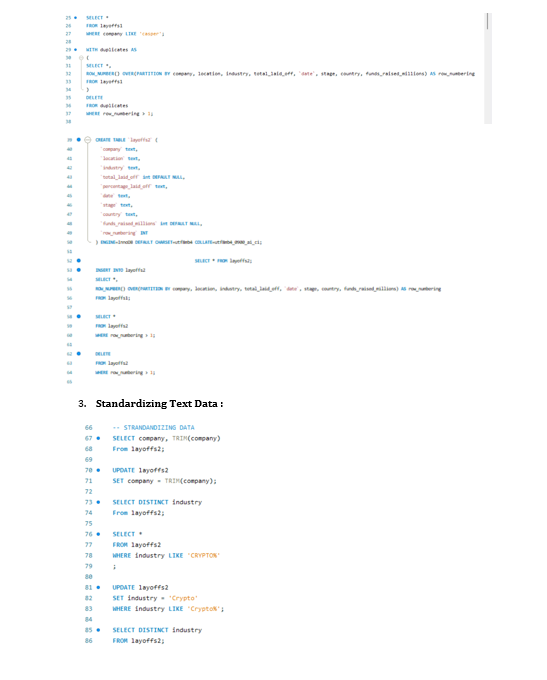 25 SELECT *
26 FROM layoffs1
27 WHERE company LIKE 'casper';
28
29 WITH duplicates AS
30 (
31 SELECT *,
32 ROW_NUMBER() OVER(PARTITION BY company, location, industry, total_laid_off, `date`, stage, country, funds_raised_millions) AS row_numbering
33 FROM layoffs1
34 )
35 DELETE
36 FROM duplicates
37 WHERE row_numbering > 1;
38
39 CREATE TABLE `layoffs2` (
40 `company` text,
41 `location` text,
42 `industry` text,
43 `total_laid_off` int DEFAULT NULL,
44 `percentage_laid_off` text,
45 `date` text,
46 `stage` text,
47 `country` text,
48 `funds_raised_millions` int DEFAULT NULL,
49 `row_numbering` INT
50 ) ENGINE=InnoDB DEFAULT CHARSET=utf8mb4 COLLATE=utf8mb4_0900_ai_ci;
51
52 SELECT * FROM layoffs2;
53 INSERT INTO layoffs2
54 SELECT *,
55 ROW_NUMBER() OVER(PARTITION BY company, location, industry, total_laid_off, `date`, stage, country, funds_raised_millions) AS row_numbering
56 FROM layoffs1;
57
58 SELECT *
59 FROM layoffs2
60 WHERE row_numbering > 1;
61
62 DELETE
63 FROM layoffs2
64 WHERE row_numbering > 1;
65
3. Standardizing Text Data :
66 -- STRANDANDIZING DATA
67 SELECT company, TRIM(company)
68 From layoffs2;
69
70 UPDATE layoffs2
71 SET company = TRIM(company);
72
73 SELECT DISTINCT industry
74 From layoffs2;
75
76 SELECT *
77 FROM layoffs2
78 WHERE industry LIKE 'CRYPTO%'
79 ;
80
81 UPDATE layoffs2
82 SET industry = 'Crypto'
83 WHERE industry LIKE 'Crypto%';
84
85 SELECT DISTINCT industry
86 FROM layoffs2;